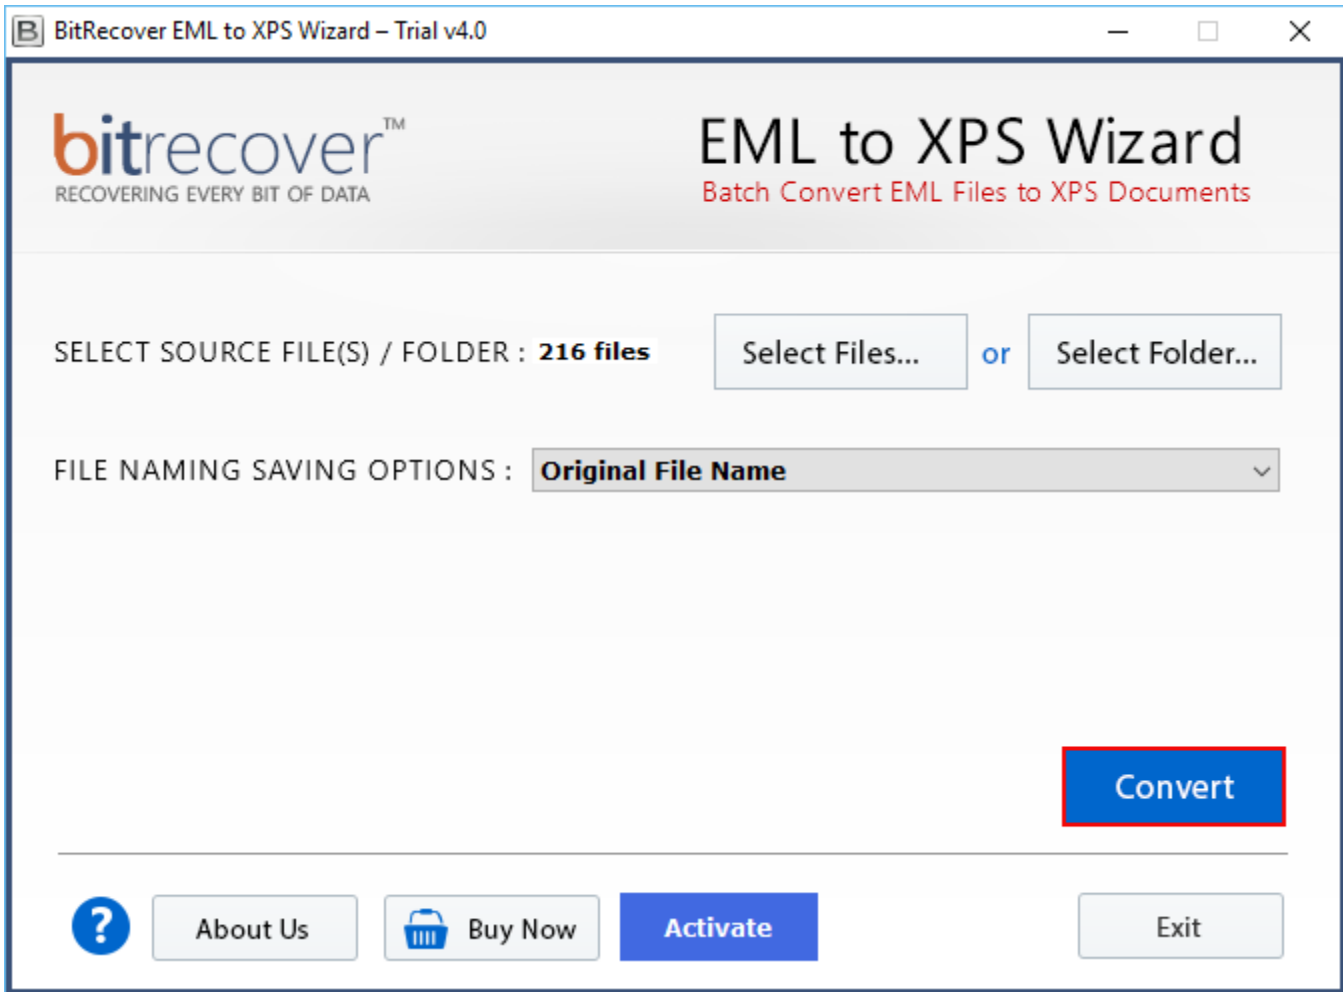 BitRecover EML to XPS Wizard – Trial v4.0
bitrecover™
RECOVERING EVERY BIT OF DATA
EML to XPS Wizard
Batch Convert EML Files to XPS Documents
SELECT SOURCE FILE(S) / FOLDER : 216 files Select Files... or Select Folder...
FILE NAMING SAVING OPTIONS : Original File Name
Convert
? About Us Buy Now Activate Exit